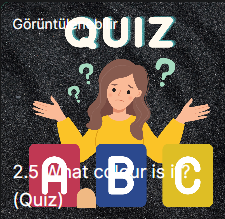 Görüntülenebilir
QUIZ
A B C
2.5 What colour is it?
(Quiz)